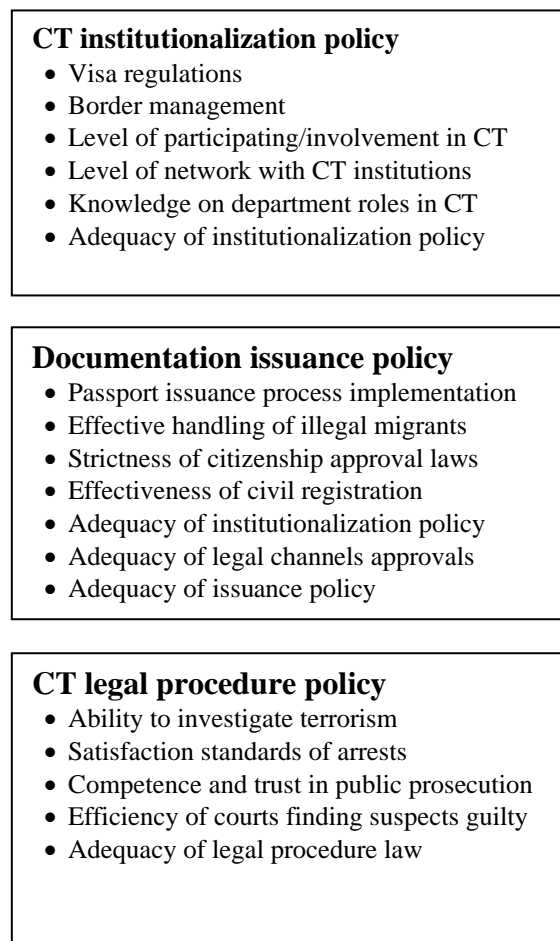 CT institutionalization policy
• Visa regulations
• Border management
• Level of participating/involvement in CT
• Level of network with CT institutions
• Knowledge on department roles in CT
• Adequacy of institutionalization policy
Documentation issuance policy
• Passport issuance process implementation
• Effective handling of illegal migrants
• Strictness of citizenship approval laws
• Effectiveness of civil registration
• Adequacy of institutionalization policy
• Adequacy of legal channels approvals
• Adequacy of issuance policy
CT legal procedure policy
• Ability to investigate terrorism
• Satisfaction standards of arrests
• Competence and trust in public prosecution
• Efficiency of courts finding suspects guilty
• Adequacy of legal procedure law